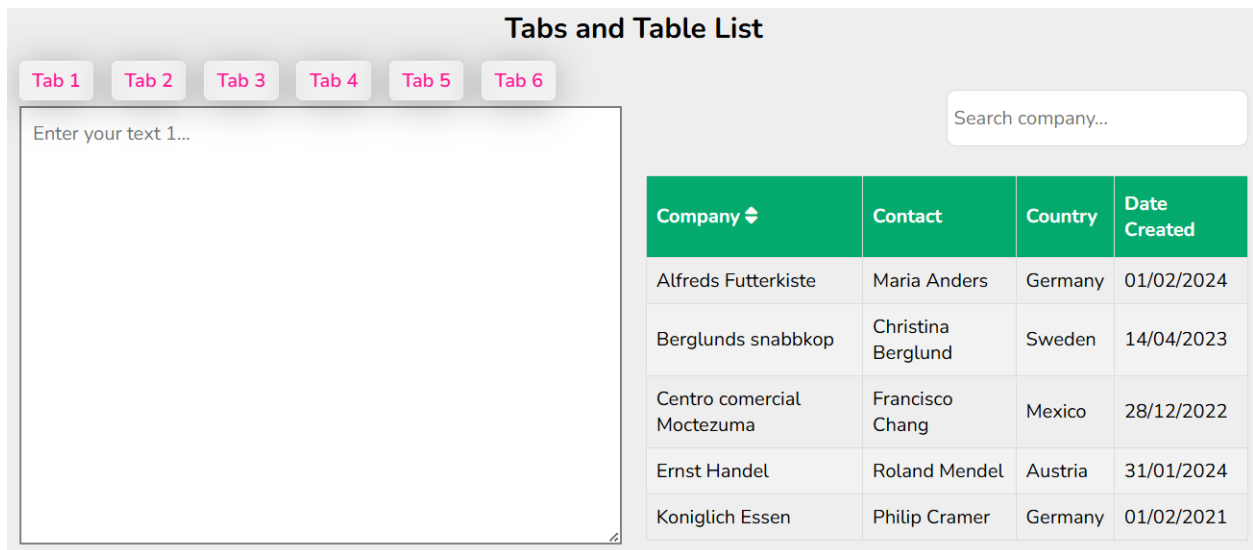 Tabs and Table List
Tab 1 Tab 2 Tab 3 Tab 4 Tab 5 Tab 6
Enter your text 1...
Search company...
Company Contact Country Date Created
Alfreds Futterkiste Maria Anders Germany 01/02/2024
Berglunds snabbkop Christina Berglund Sweden 14/04/2023
Centro comercial Moctezuma Francisco Chang Mexico 28/12/2022
Ernst Handel Roland Mendel Austria 31/01/2024
Koniglich Essen Philip Cramer Germany 01/02/2021